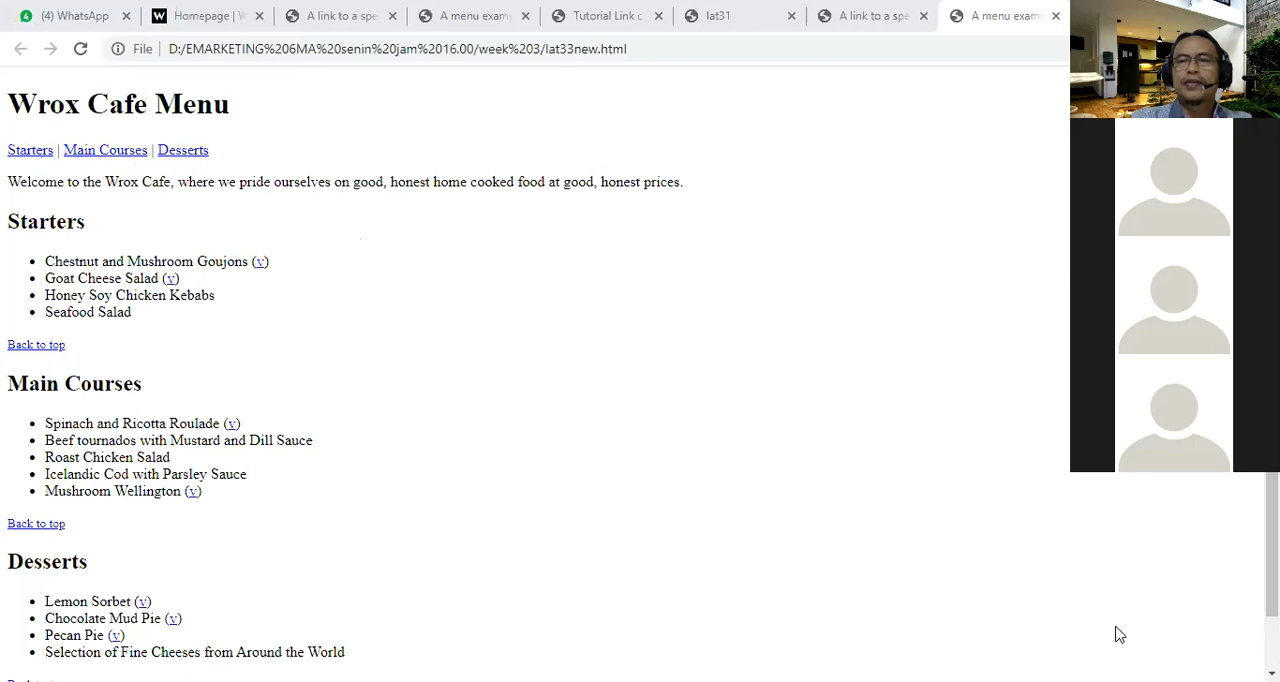 (4) WhatsApp
Homepage | W
A link to a spe
A menu exam
Tutorial Link c
lat31
A link to a spe
A menu exam
File
D:/EMARKETING%206MA%20senin%20jam%2016.00/week%203/lat33new.html
Wrox Cafe Menu
Starters | Main Courses | Desserts
Welcome to the Wrox Cafe, where we pride ourselves on good, honest home cooked food at good, honest prices.
Starters
• Chestnut and Mushroom Goujons (v)
• Goat Cheese Salad (v)
• Honey Soy Chicken Kebabs
• Seafood Salad
Back to top
Main Courses
• Spinach and Ricotta Roulade (v)
• Beef tournados with Mustard and Dill Sauce
• Roast Chicken Salad
• Icelandic Cod with Parsley Sauce
• Mushroom Wellington (v)
Back to top
Desserts
• Lemon Sorbet (v)
• Chocolate Mud Pie (v)
• Pecan Pie (v)
• Selection of Fine Cheeses from Around the World